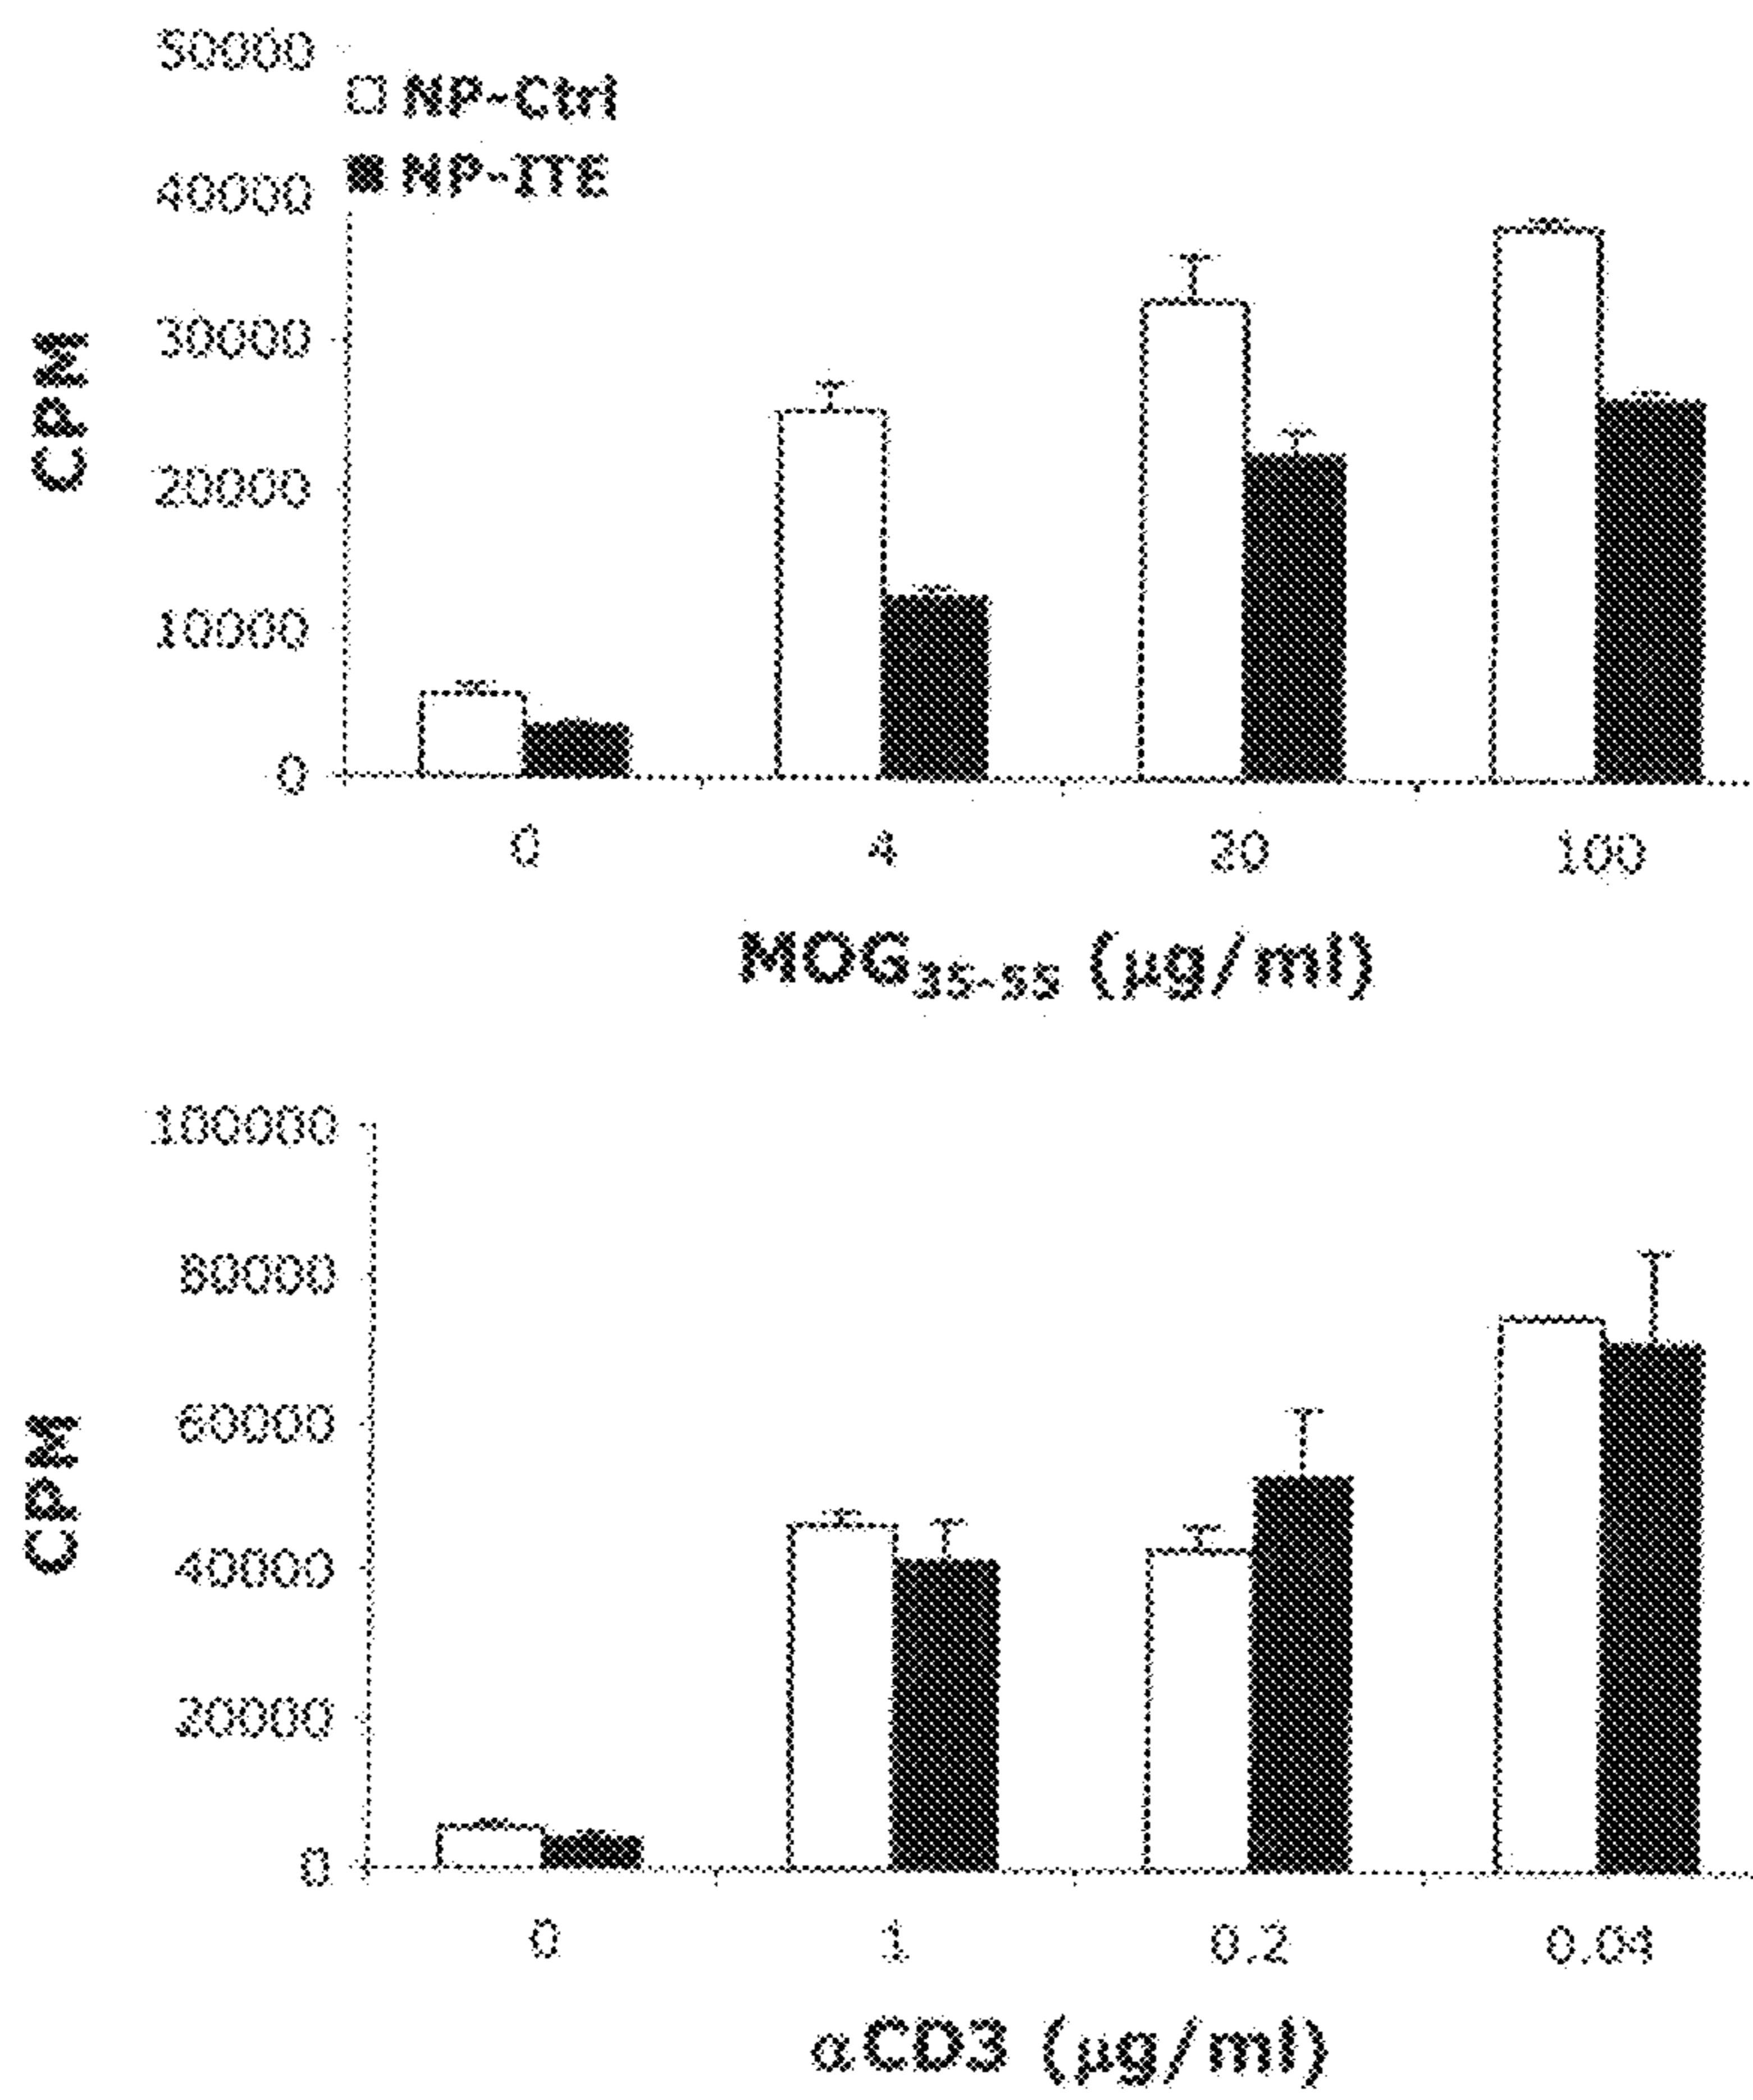 50000
NP-Ctrl
40000
NP-ITE
30000
CPM
20000
10000
0
0 4 20 100
MOG35-55 (μg/ml)
100000
80000
60000
CPM
40000
20000
0
0 1 0.2 0.04
αCD3 (μg/ml)